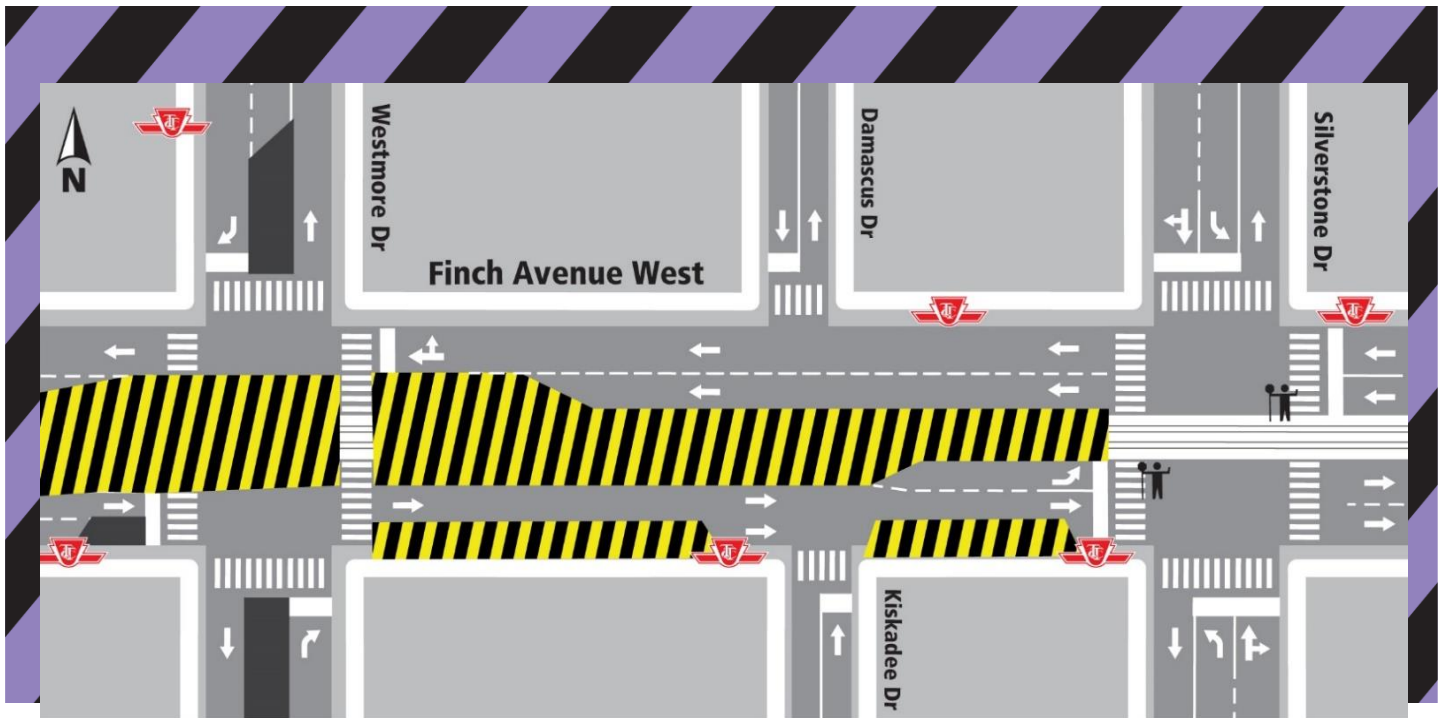 N
Westmore Dr
Damascus Dr
Silverstone Dr
Finch Avenue West
Kiskadee Dr